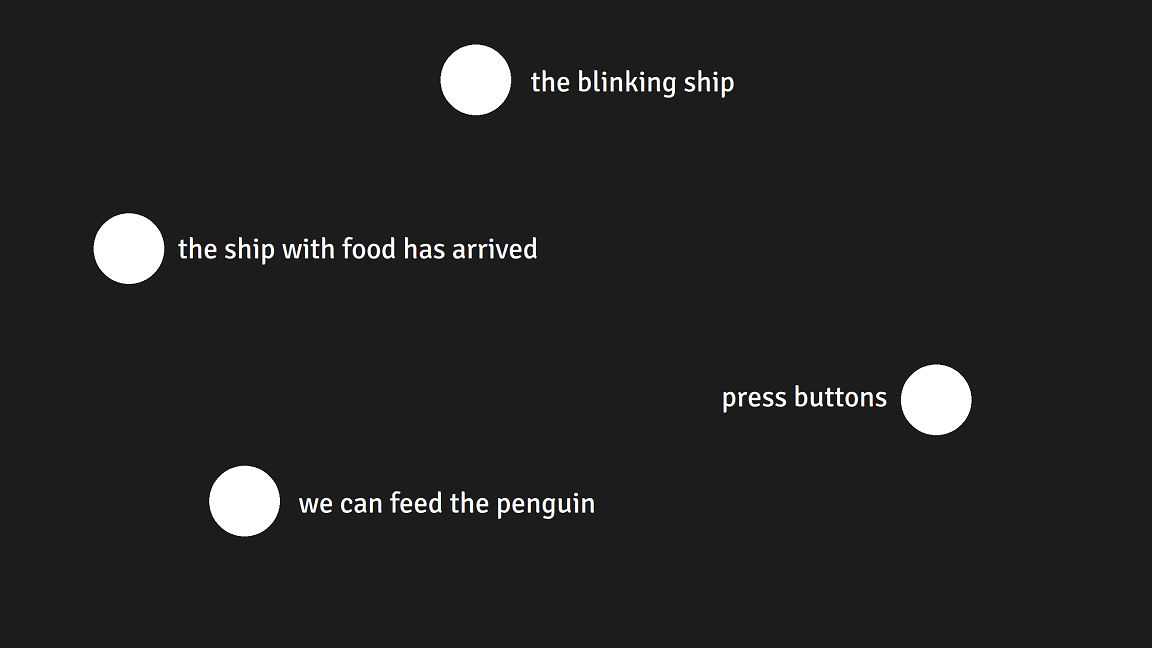 the blinking ship
the ship with food has arrived
press buttons
we can feed the penguin